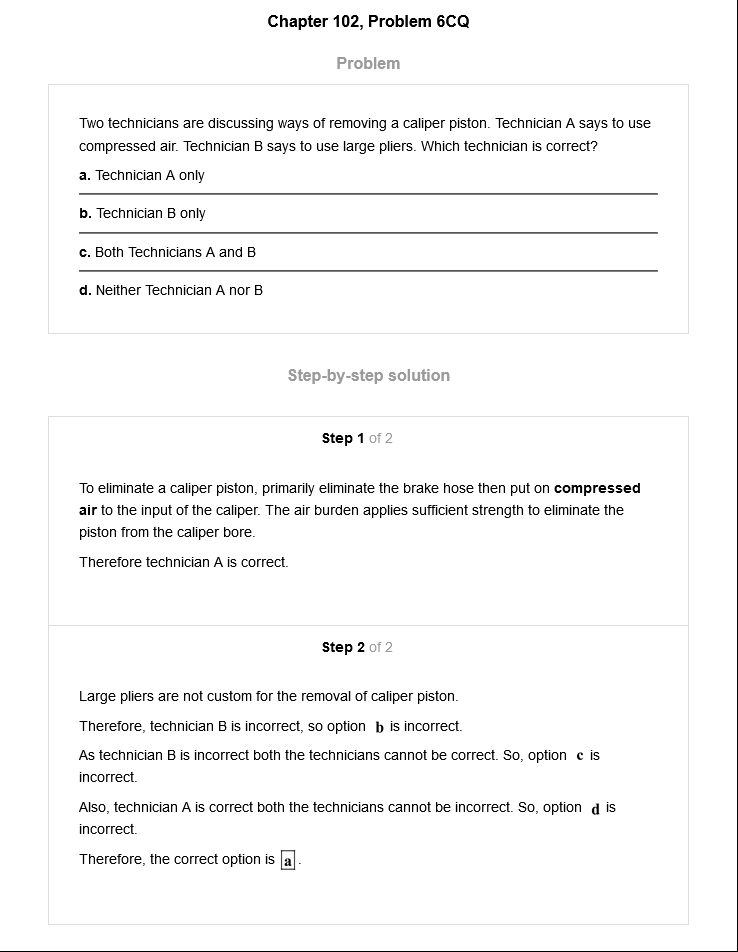 Chapter 102, Problem 6CQ
Problem
Two technicians are discussing ways of removing a caliper piston. Technician A says to use
compressed air. Technician B says to use large pliers. Which technician is correct?
a. Technician A only
b. Technician B only
c. Both Technicians A and B
d. Neither Technician A nor B
Step-by-step solution
Step 1 of 2
To eliminate a caliper piston, primarily eliminate the brake hose then put on compressed
air to the input of the caliper. The air burden applies sufficient strength to eliminate the
piston from the caliper bore.
Therefore technician A is correct.
Step 2 of 2
Large pliers are not custom for the removal of caliper piston.
Therefore, technician B is incorrect, so option b is incorrect.
As technician B is incorrect both the technicians cannot be correct. So, option c is
incorrect.
Also, technician A is correct both the technicians cannot be incorrect. So, option d is
incorrect.
Therefore, the correct option is a.